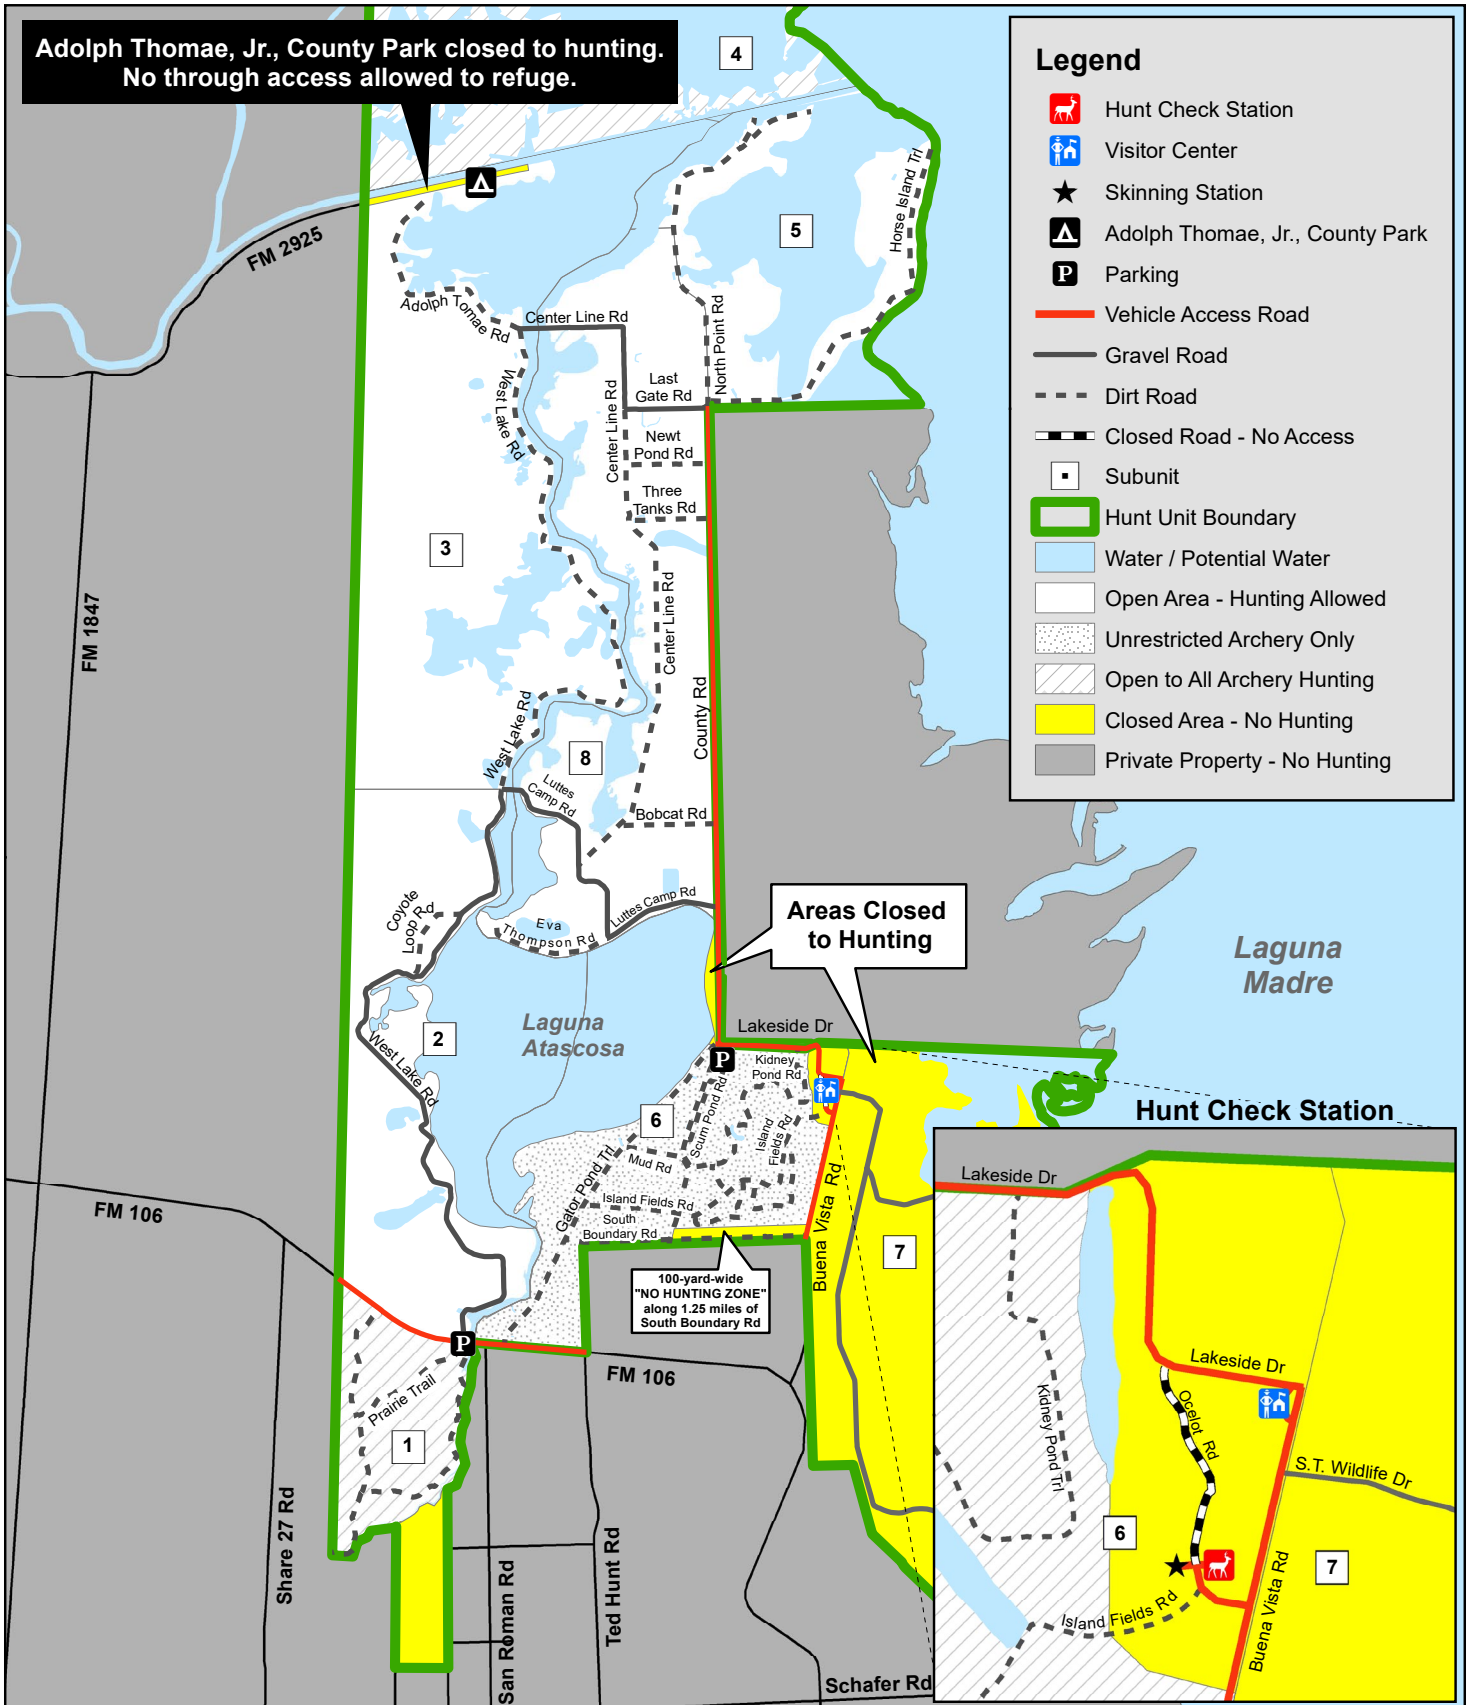 Adolph Thomae, Jr., County Park closed to hunting.
No through access allowed to refuge.
4
Legend
Hunt Check Station
Visitor Center
Skinning Station
Adolph Thomae, Jr., County Park
P Parking
Vehicle Access Road
Gravel Road
Dirt Road
Closed Road - No Access
Subunit
Hunt Unit Boundary
Water / Potential Water
Open Area - Hunting Allowed
Unrestricted Archery Only
Open to All Archery Hunting
Closed Area - No Hunting
Private Property - No Hunting
FM 2925
Horse Island Trl
5
Adolph Tomae Rd
Center Line Rd
North Point Rd
Last
Gate Rd
West Lake Rd
Center Line Rd
Newt
Pond Rd
Three
Tanks Rd
3
FM 1847
Center Line Rd
County Rd
West Lake Rd
8
Luttes
Camp Rd
Bobcat Rd
Coyote
Loop Rd
Eva
Thompson Rd
Luttes Camp Rd
Areas Closed
to Hunting
Laguna
Madre
Laguna
Atascosa
2
West Lake Rd
Lakeside Dr
P
Kidney
Pond Rd
6
Scum Pond Rd
Island
Fields Rd
Mud Rd
Gator Pond Trl
Island Fields Rd
South
Boundary Rd
Buena Vista Rd
7
FM 106
100-yard-wide
"NO HUNTING ZONE"
along 1.25 miles of
South Boundary Rd
P
FM 106
Prairie Trail
1
Share 27 Rd
San Roman Rd
Ted Hunt Rd
Schafer Rd
Hunt Check Station
Lakeside Dr
Lakeside Dr
Ocelot Rd
Kidney Pond Trl
S.T. Wildlife Dr
6
7
Island Fields Rd
Buena Vista Rd